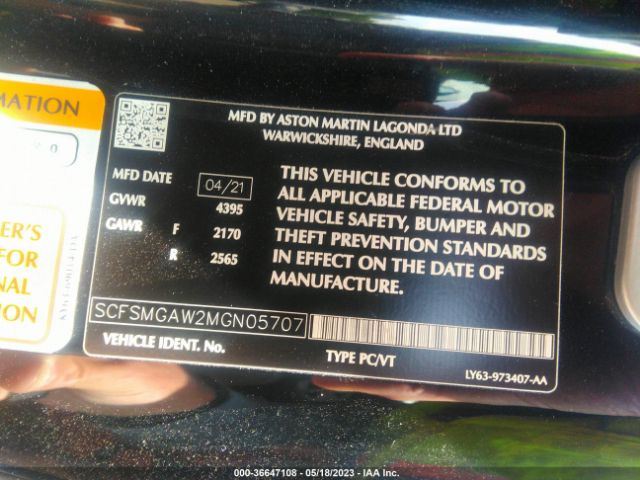 MATION
MFD BY ASTON MARTIN LAGONDA LTD
WARWICKSHIRE, ENGLAND
MFD DATE 04/21
GVWR 4395
GAWR F 2170
R 2565
THIS VEHICLE CONFORMS TO
ALL APPLICABLE FEDERAL MOTOR
VEHICLE SAFETY, BUMPER AND
THEFT PREVENTION STANDARDS
IN EFFECT ON THE DATE OF
MANUFACTURE.
ER'S
FOR
NAL
TION
SCFSMGAW2MGN05707
VEHICLE IDENT. No.
TYPE PC/VT
LY63-973407-AA
000-36647108 - 05/18/2023 - IAA Inc.